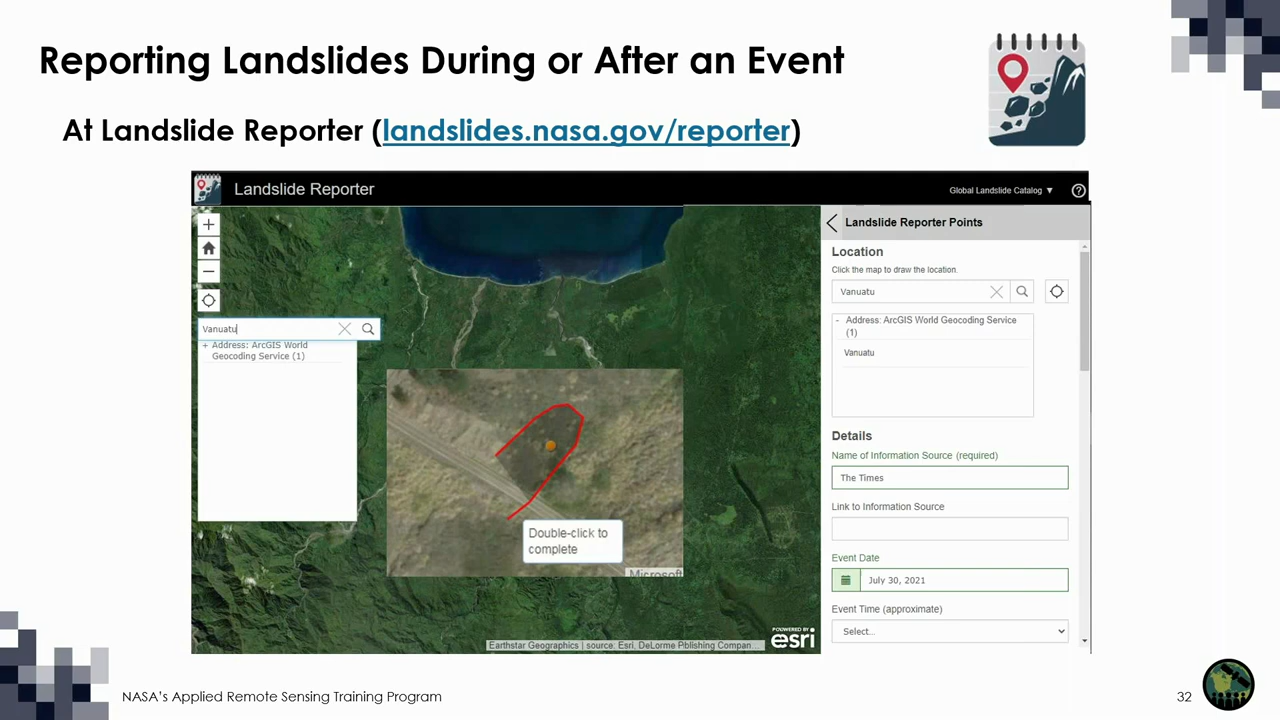 Reporting Landslides During or After an Event
At Landslide Reporter (landslides.nasa.gov/reporter)
Landslide Reporter
Global Landslide Catalog ▼
?
Landslide Reporter Points
Location
Click the map to draw the location.
Vanuatu
- Address: ArcGIS World Geocoding Service
(1)
Vanuatu
Details
Name of Information Source (required)
The Times
Link to Information Source
Event Date
July 30, 2021
Event Time (approximate)
Select...
Vanuatu
+ Address: ArcGIS World
Geocoding Service (1)
Double-click to
complete
Microsoft
POWERED BY
esri
Earthstar Geographics | source: Esri, DeLorme Pblishing Compan...
NASA's Applied Remote Sensing Training Program
32